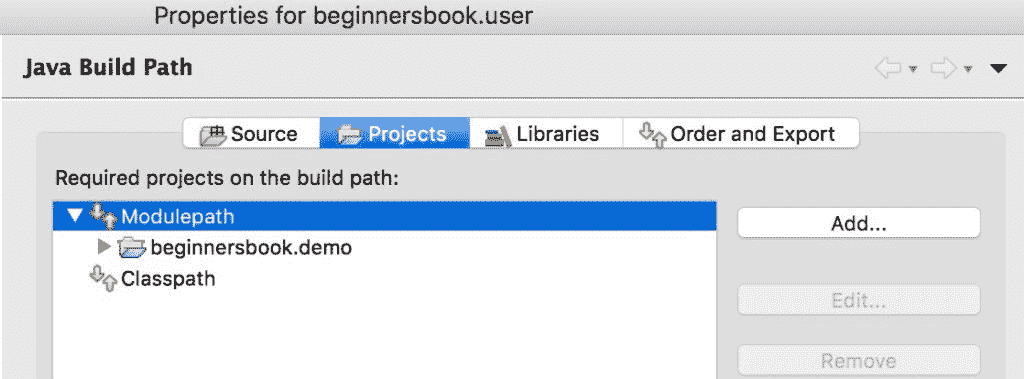 Properties for beginnersbook.user
Java Build Path
Source Projects Libraries Order and Export
Required projects on the build path:
Modulepath
Add...
beginnersbook.demo
Classpath
Edit...
Remove